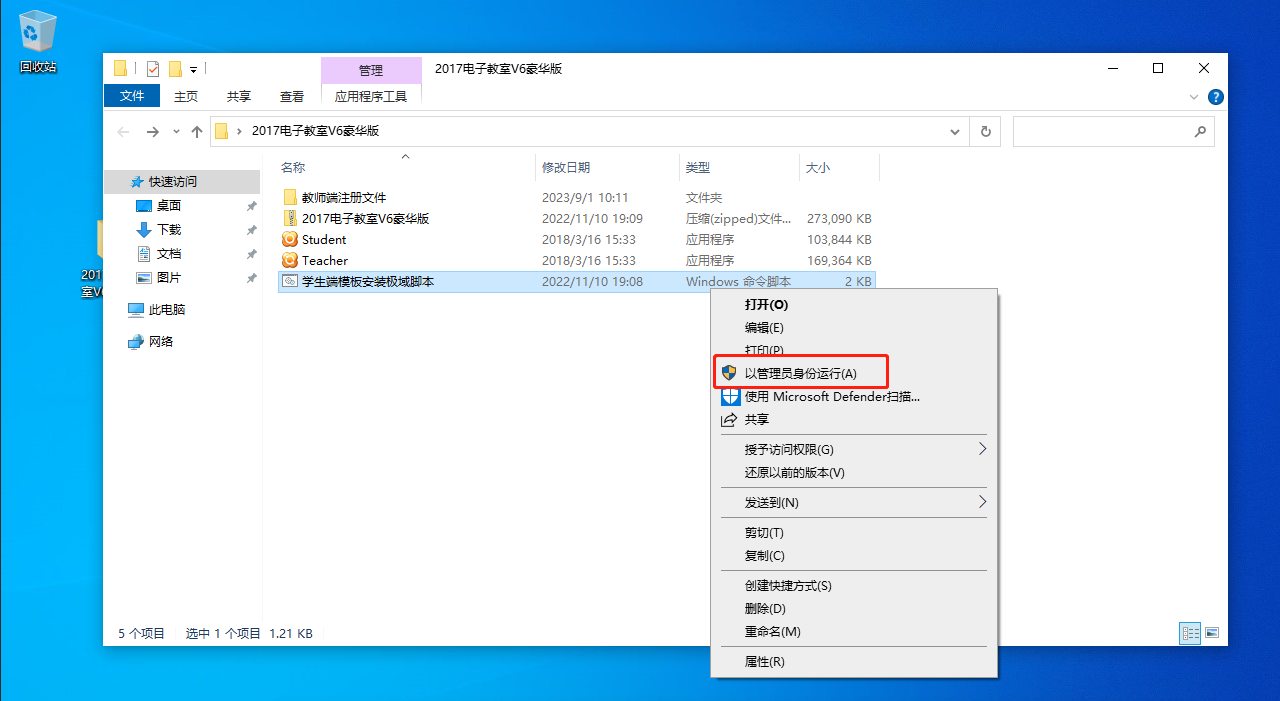 回收站
管理
2017电子教室V6豪华版
文件
主页
共享
查看
应用程序工具
2017电子教室V6豪华版
名称
修改日期
类型
大小
快速访问
桌面
下载
文档
图片
此电脑
网络
教师端注册文件
2023/9/1 10:11
文件夹
2017电子教室V6豪华版
2022/11/10 19:09
压缩(zipped)文件...
273,090 KB
Student
2018/3/16 15:33
应用程序
103,844 KB
Teacher
2018/3/16 15:33
应用程序
169,364 KB
学生端模板安装极域脚本
2022/11/10 19:08
Windows 命令脚本
2 KB
201
室V6
打开(O)
编辑(E)
打印(P)
以管理员身份运行(A)
使用 Microsoft Defender扫描...
共享
授予访问权限(G)
还原以前的版本(V)
发送到(N)
剪切(T)
复制(C)
创建快捷方式(S)
删除(D)
重命名(M)
属性(R)
5 个项目
选中 1 个项目 1.21 KB